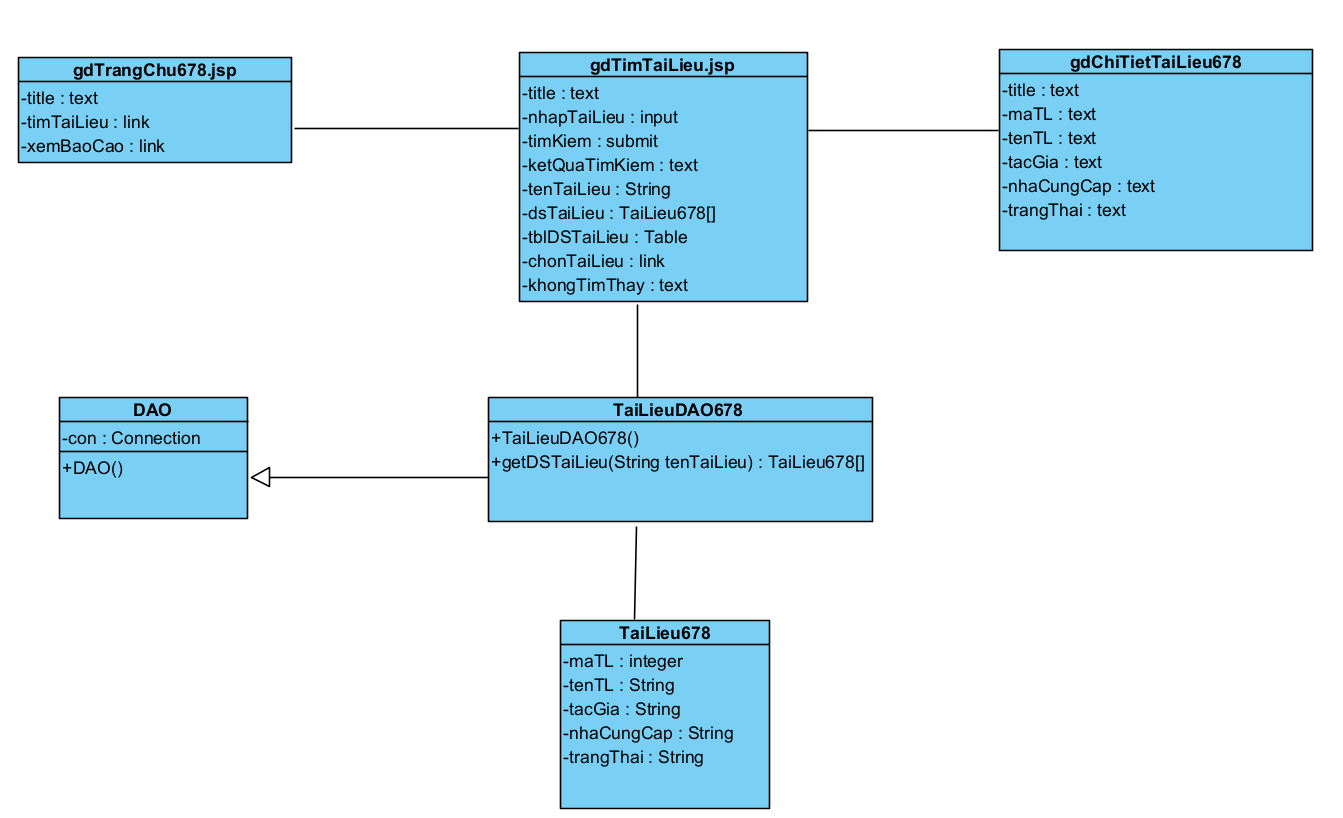 gdTrangChu678.jsp
-title : text
-timTaiLieu : link
-xemBaoCao : link
gdTimTaiLieu.jsp
-title : text
-nhapTaiLieu : input
-timKiem : submit
-ketQuaTimKiem : text
-tenTaiLieu : String
-dsTaiLieu : TaiLieu678[]
-tblDSTaiLieu : Table
-chonTaiLieu : link
-khongTimThay : text
gdChiTietTaiLieu678
-title : text
-maTL : text
-tenTL : text
-tacGia : text
-nhaCungCap : text
-trangThai : text
DAO
-con : Connection
+DAO()
TaiLieuDAO678
+TaiLieuDAO678()
+getDSTaiLieu(String tenTaiLieu) : TaiLieu678[]
TaiLieu678
-maTL : integer
-tenTL : String
-tacGia : String
-nhaCungCap : String
-trangThai : String